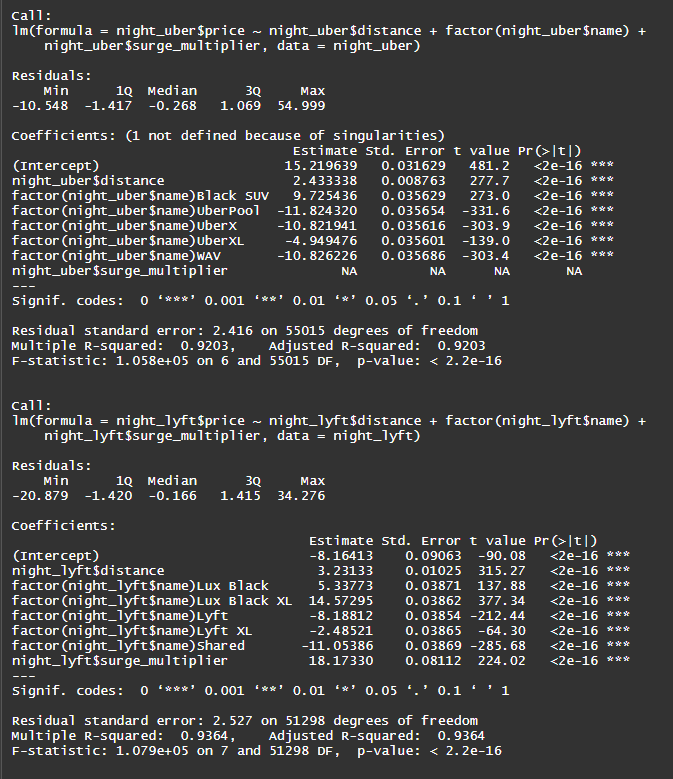 Call:
lm(formula = night_uber$price ~ night_uber$distance + factor(night_uber$name) +
    night_uber$surge_multiplier, data = night_uber)
Residuals:
    Min      1Q  Median      3Q     Max
-10.548  -1.417  -0.268   1.069  54.999
Coefficients: (1 not defined because of singularities)
                                   Estimate Std. Error t value Pr(>|t|)
(Intercept)                       15.219639   0.031629   481.2   <2e-16 ***
night_uber$distance                2.433338   0.008763   277.7   <2e-16 ***
factor(night_uber$name)Black SUV   9.725436   0.035629   273.0   <2e-16 ***
factor(night_uber$name)UberPool  -11.824320   0.035654  -331.6   <2e-16 ***
factor(night_uber$name)UberX     -10.821941   0.035616  -303.9   <2e-16 ***
factor(night_uber$name)UberXL     -4.949476   0.035601  -139.0   <2e-16 ***
factor(night_uber$name)WAV       -10.826226   0.035686  -303.4   <2e-16 ***
night_uber$surge_multiplier              NA         NA      NA       NA
---
Signif. codes:  0 ‘***’ 0.001 ‘**’ 0.01 ‘*’ 0.05 ‘.’ 0.1 ‘ ’ 1
Residual standard error: 2.416 on 55015 degrees of freedom
Multiple R-squared:  0.9203,    Adjusted R-squared:  0.9203
F-statistic: 1.058e+05 on 6 and 55015 DF,  p-value: < 2.2e-16
Call:
lm(formula = night_lyft$price ~ night_lyft$distance + factor(night_lyft$name) +
    night_lyft$surge_multiplier, data = night_lyft)
Residuals:
    Min      1Q  Median      3Q     Max
-20.879  -1.420  -0.166   1.415  34.276
Coefficients:
                                     Estimate Std. Error t value Pr(>|t|)
(Intercept)                          -8.16413    0.09063  -90.08   <2e-16 ***
night_lyft$distance                   3.23133    0.01025  315.27   <2e-16 ***
factor(night_lyft$name)Lux Black      5.33773    0.03871  137.88   <2e-16 ***
factor(night_lyft$name)Lux Black XL  14.57295    0.03862  377.34   <2e-16 ***
factor(night_lyft$name)Lyft          -8.18812    0.03854 -212.44   <2e-16 ***
factor(night_lyft$name)Lyft XL       -2.48521    0.03865  -64.30   <2e-16 ***
factor(night_lyft$name)Shared       -11.05386    0.03869 -285.68   <2e-16 ***
night_lyft$surge_multiplier          18.17330    0.08112  224.02   <2e-16 ***
---
Signif. codes:  0 ‘***’ 0.001 ‘**’ 0.01 ‘*’ 0.05 ‘.’ 0.1 ‘ ’ 1
Residual standard error: 2.527 on 51298 degrees of freedom
Multiple R-squared:  0.9364,    Adjusted R-squared:  0.9364
F-statistic: 1.079e+05 on 7 and 51298 DF,  p-value: < 2.2e-16